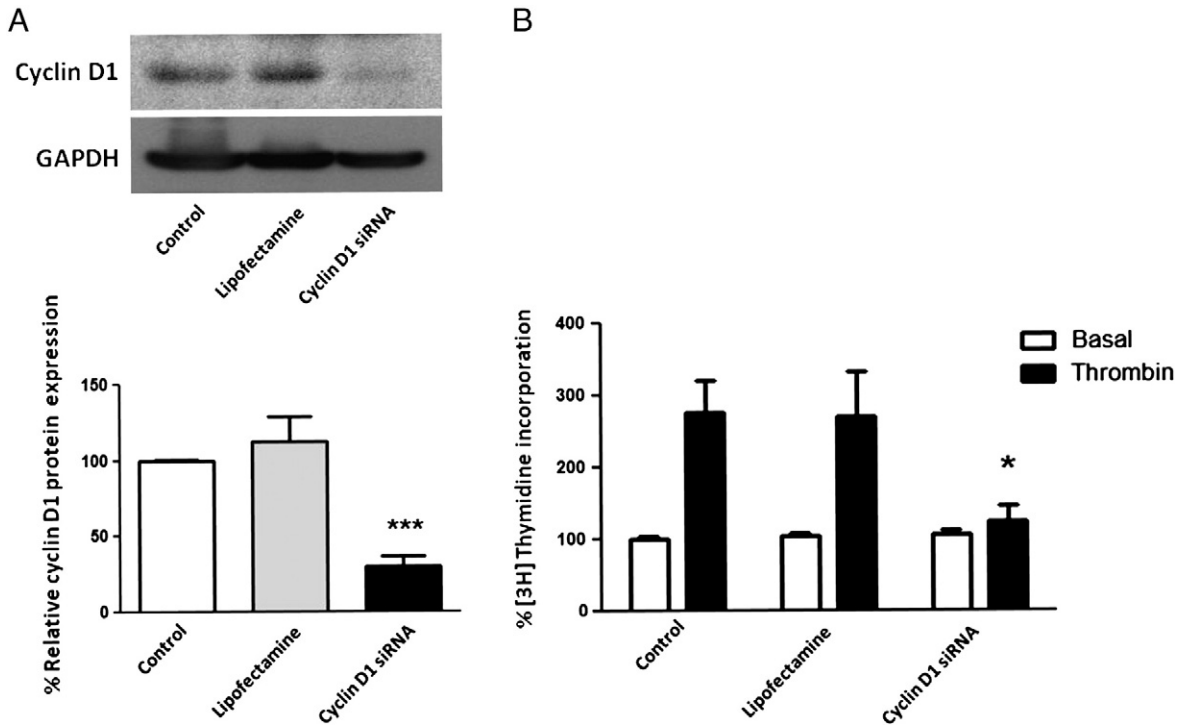 A
Cyclin D1
GAPDH
Control
Lipofectamine
Cyclin D1 siRNA
% Relative cyclin D1 protein expression
150
100
50
0
***
Control
Lipofectamine
Cyclin D1 siRNA
B
% [3H] Thymidine incorporation
400
300
200
100
0
*
Basal
Thrombin
Control
Lipofectamine
Cyclin D1 siRNA